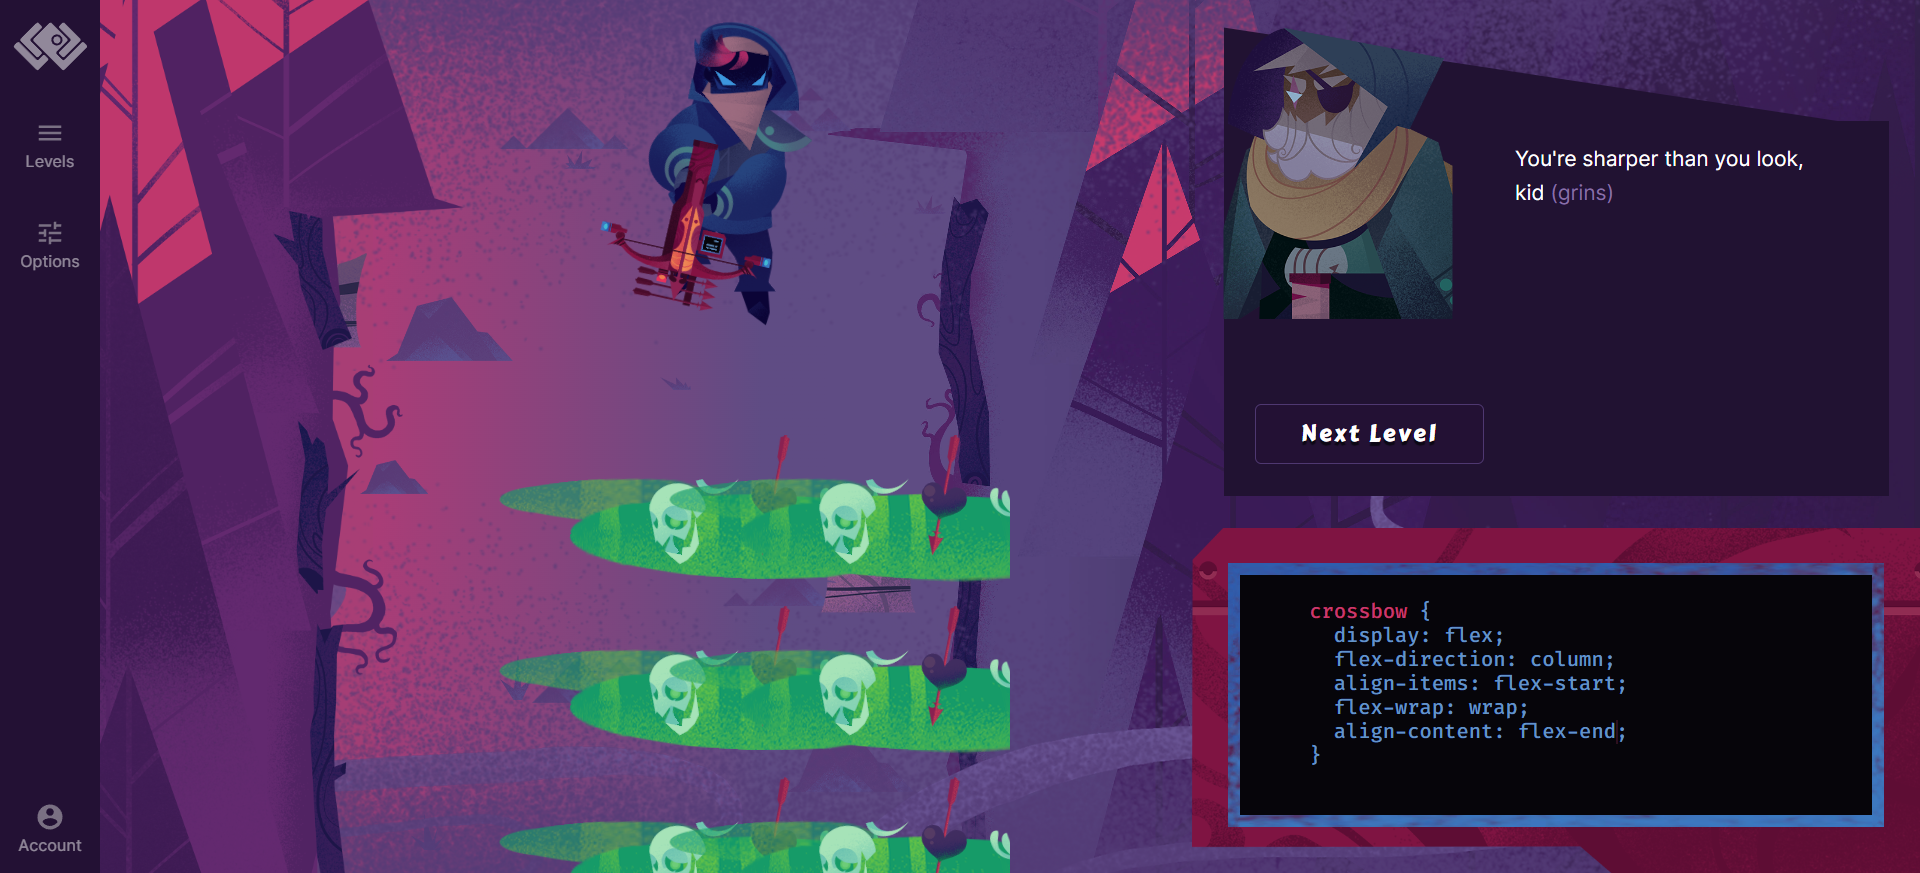 Levels
Options
Account
You're sharper than you look,
kid (grins)
Next Level
crossbow {
display: flex;
flex-direction: column;
align-items: flex-start;
flex-wrap: wrap;
align-content: flex-end;
}